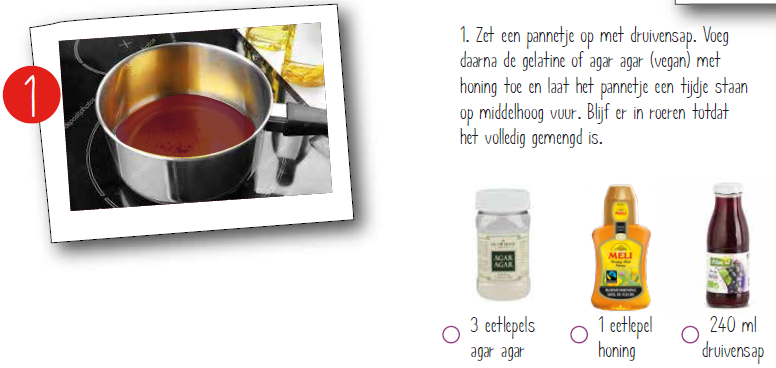 1
1. Zet een pannetje op met druivensap. Voeg
daarna de gelatine of agar agar (vegan) met
honing toe en laat het pannetje een tijdje staan
op middelhoog vuur. Blijf er in roeren totdat
het volledig gemengd is.
AGAR
AGAR
MELI
3 eetlepels
agar agar
1 eetlepel
honing
240 ml
druivensap